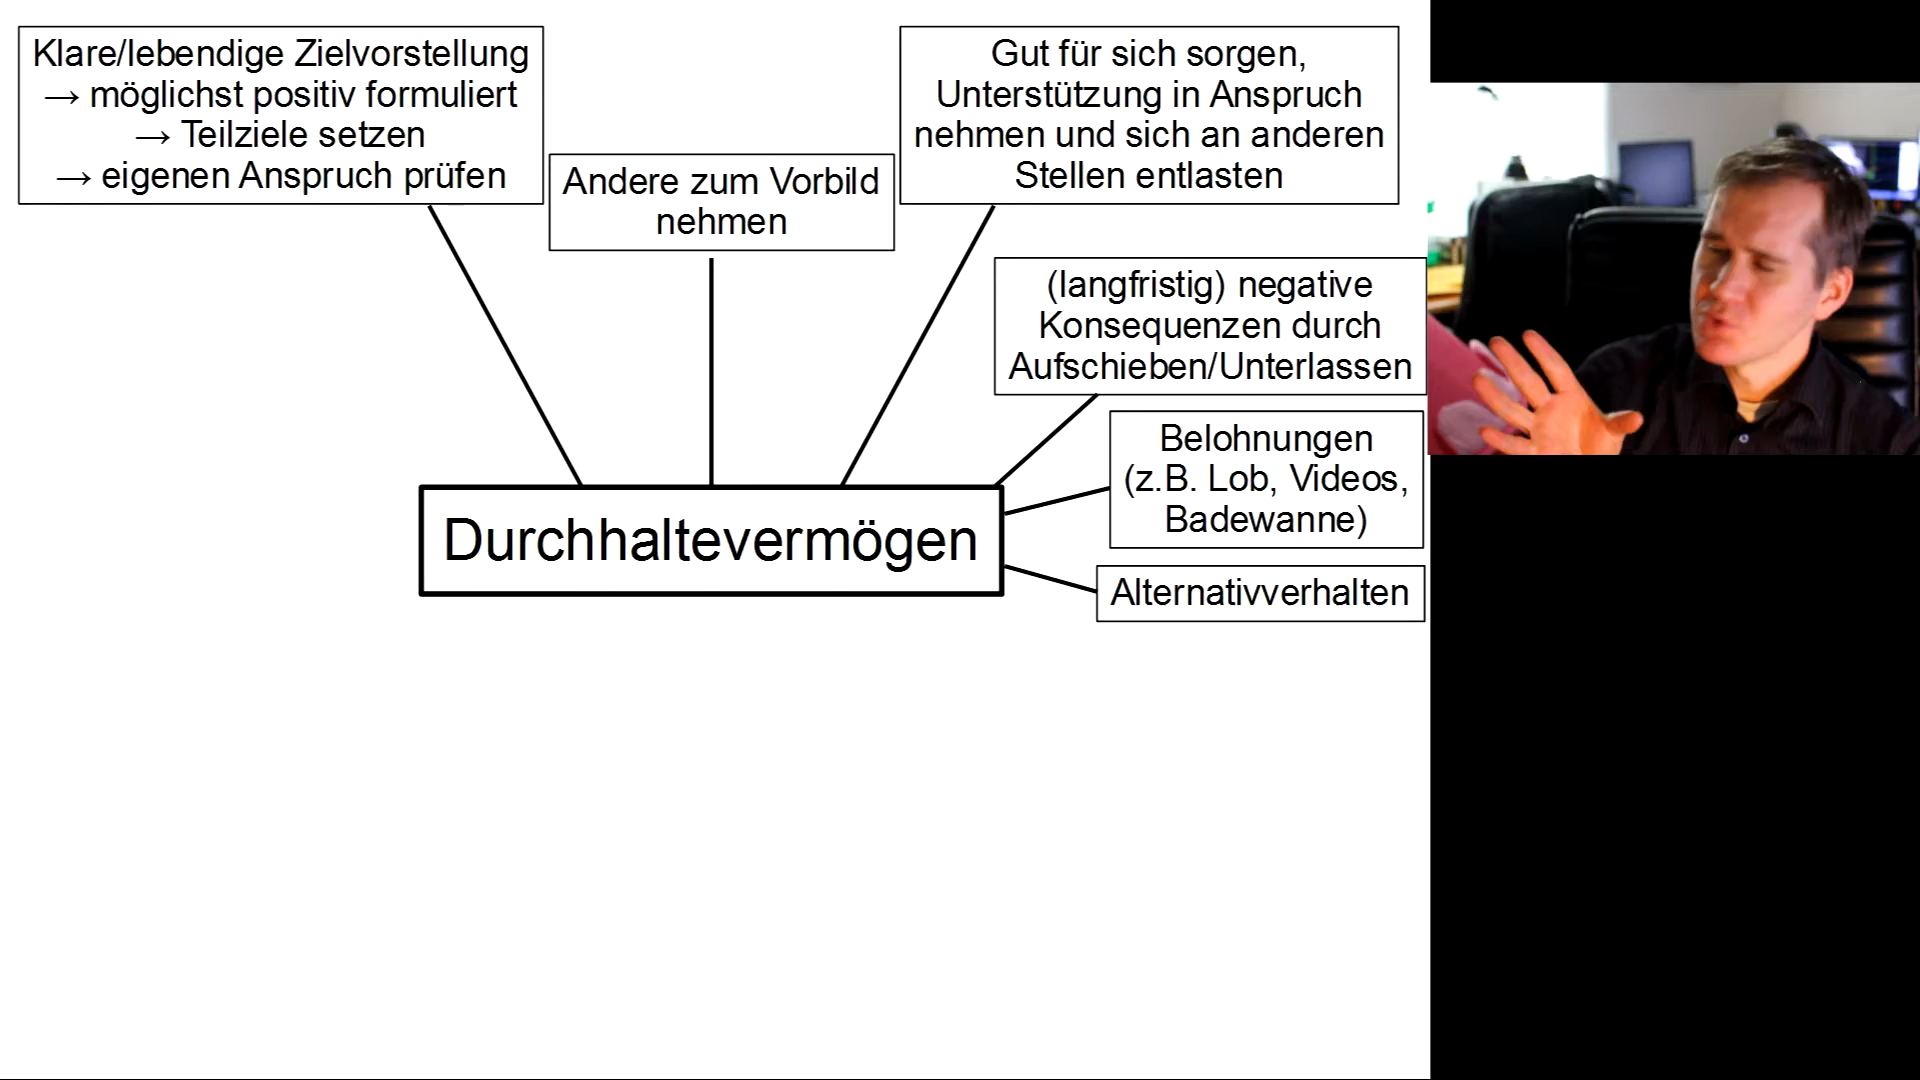 Klare/lebendige Zielvorstellung
→ möglichst positiv formuliert
→ Teilziele setzen
→ eigenen Anspruch prüfen
Andere zum Vorbild
nehmen
Gut für sich sorgen,
Unterstützung in Anspruch
nehmen und sich an anderen
Stellen entlasten
(langfristig) negative
Konsequenzen durch
Aufschieben/Unterlassen
Belohnungen
(z.B. Lob, Videos,
Badewanne)
Alternativverhalten
Durchhaltevermögen